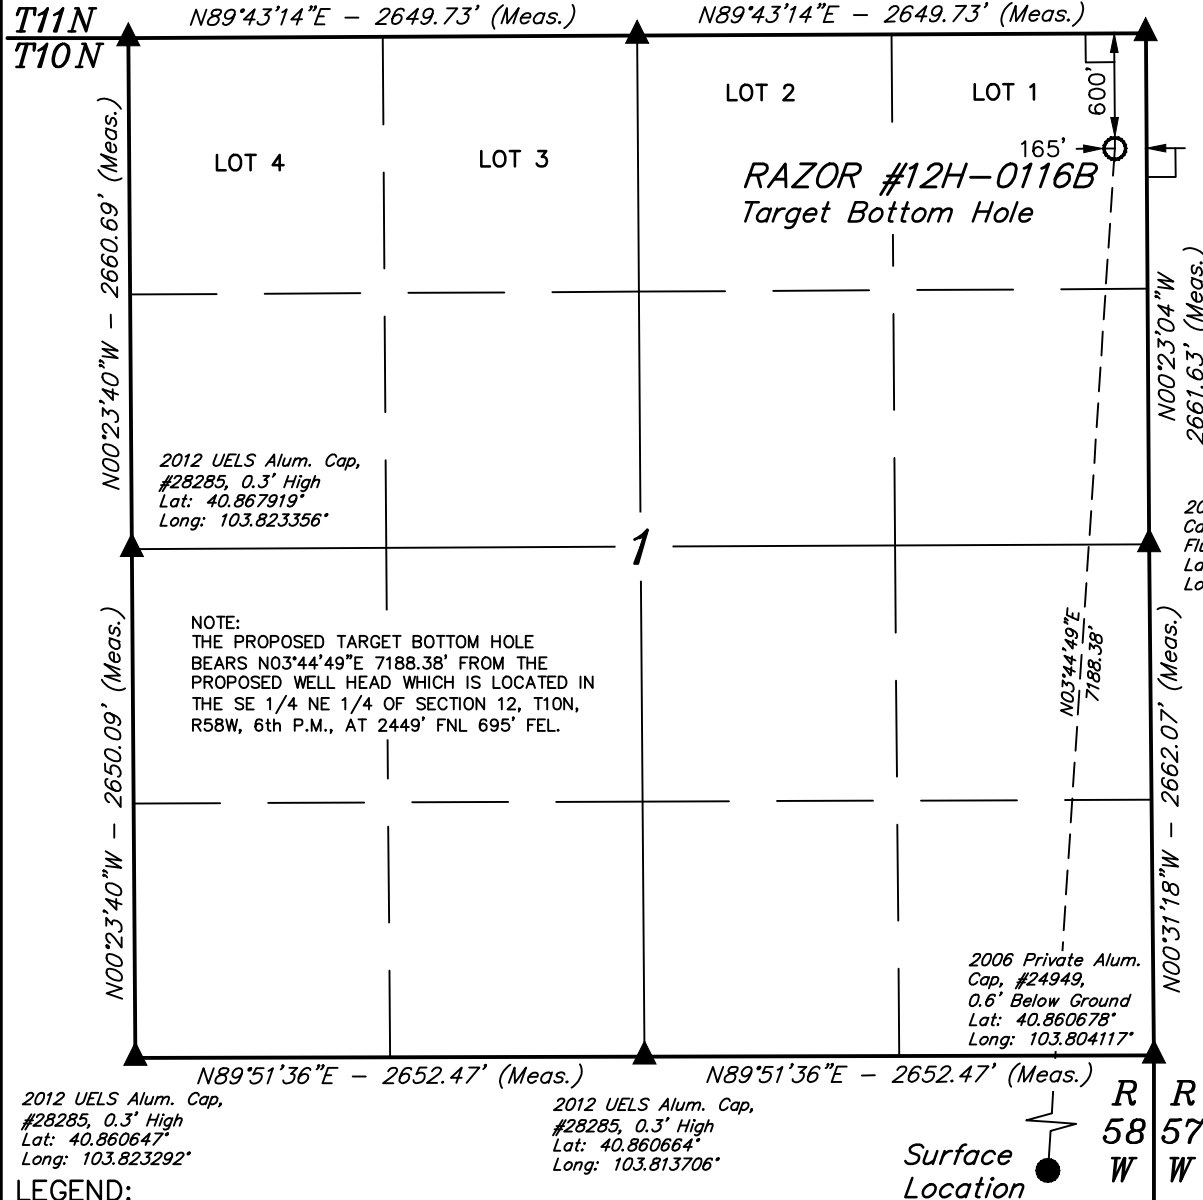 T11N
T10N
N89°43'14"E - 2649.73' (Meas.)
N89°43'14"E - 2649.73' (Meas.)
LOT 4
LOT 3
LOT 2
LOT 1
600'
165'
RAZOR #12H-0116B
Target Bottom Hole
N00°23'40"W - 2660.69' (Meas.)
N00°23'04"W
2661.63' (Meas.)
2012 UELS Alum. Cap,
#28285, 0.3' High
Lat: 40.867919°
Long: 103.823356°
1
NOTE:
THE PROPOSED TARGET BOTTOM HOLE
BEARS N03°44'49"E 7188.38' FROM THE
PROPOSED WELL HEAD WHICH IS LOCATED IN
THE SE 1/4 NE 1/4 OF SECTION 12, T10N,
R58W, 6th P.M., AT 2449' FNL 695' FEL.
N03°44'49"E
7188.38'
N00°23'40"W - 2650.09' (Meas.)
N00°31'18"W - 2662.07' (Meas.)
2006 Private Alum.
Cap, #24949,
0.6' Below Ground
Lat: 40.860678°
Long: 103.804117°
N89°51'36"E - 2652.47' (Meas.)
N89°51'36"E - 2652.47' (Meas.)
2012 UELS Alum. Cap,
#28285, 0.3' High
Lat: 40.860647°
Long: 103.823292°
2012 UELS Alum. Cap,
#28285, 0.3' High
Lat: 40.860664°
Long: 103.813706°
Surface
Location
R R
58 57
W W
LEGEND: